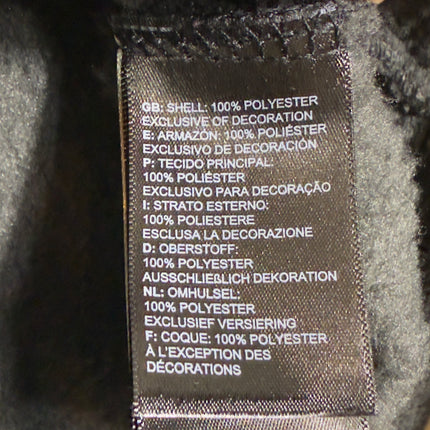 GB: SHELL: 100% POLYESTER
EXCLUSIVE OF DECORATION
E: ARMAZÓN: 100% POLIÉSTER
EXCLUSIVO DE DECORACIÓN
P: TECIDO PRINCIPAL:
100% POLIÉSTER
EXCLUSIVO PARA DECORAÇÃO
I: STRATO ESTERNO:
100% POLIESTERE
ESCLUSA LA DECORAZIONE
D: OBERSTOFF:
100% POLYESTER
AUSSCHLIEßLICH DEKORATION
NL: OMHULSEL:
100% POLYESTER
EXCLUSIEF VERSIERING
F: COQUE: 100% POLYESTER
À L'EXCEPTION DES
DÉCORATIONS